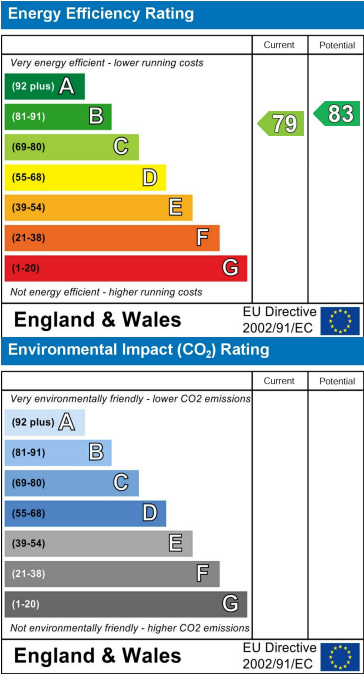 Energy Efficiency Rating
Current Potential
Very energy efficient - lower running costs
(92 plus) A
(81-91) B
(69-80) C
(55-68) D
(39-54) E
(21-38) F
(1-20) G
79
83
Not energy efficient - higher running costs
England & Wales
EU Directive
2002/91/EC
Environmental Impact (CO₂) Rating
Current Potential
Very environmentally friendly - lower CO2 emissions
(92 plus) A
(81-91) B
(69-80) C
(55-68) D
(39-54) E
(21-38) F
(1-20) G
Not environmentally friendly - higher CO2 emissions
England & Wales
EU Directive
2002/91/EC